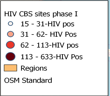 HIV CBS sites phase I
15 - 31-HIV pos
31 - 62- HIV Pos
62 - 113-HIV pos
113 - 633-HIV Pos
Regions
OSM Standard